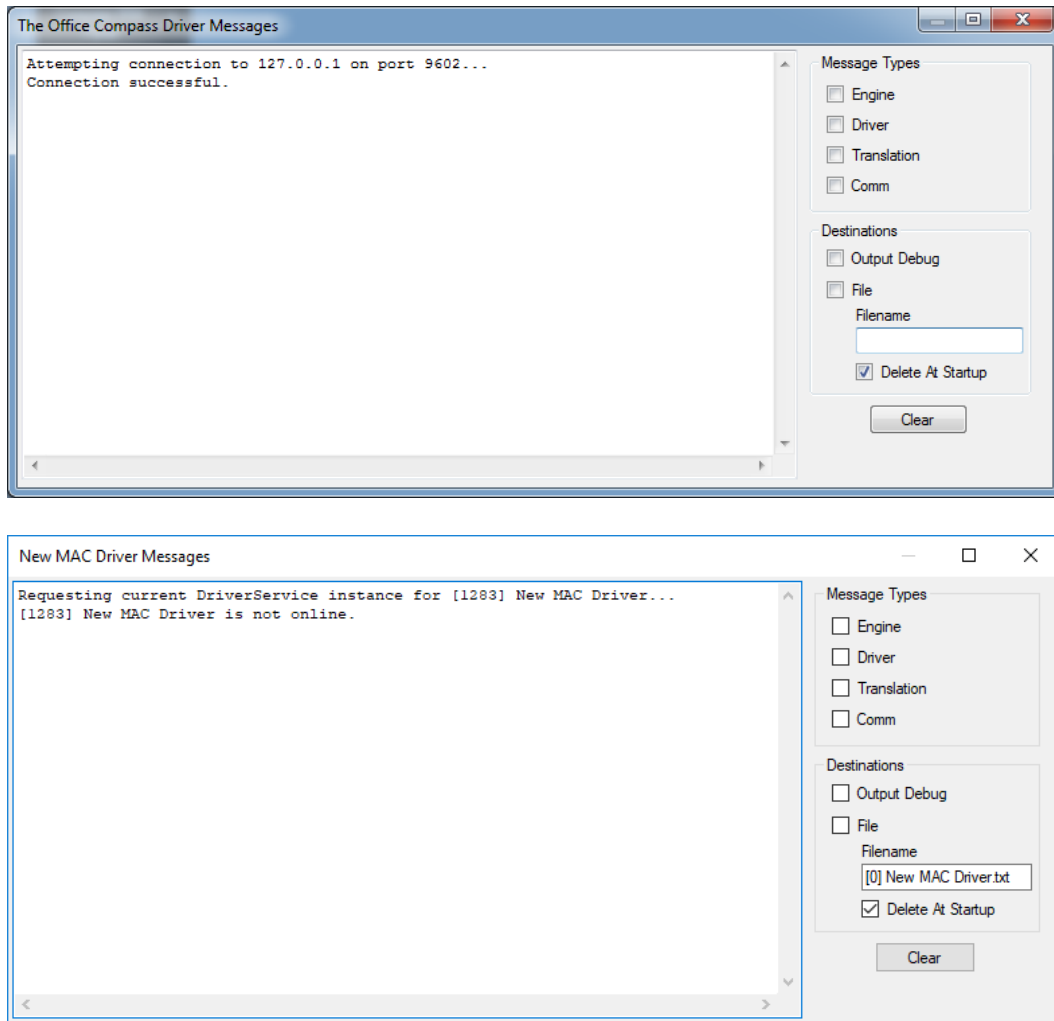 The Office Compass Driver Messages
Attempting connection to 127.0.0.1 on port 9602...
Connection successful.
Message Types
Engine
Driver
Translation
Comm
Destinations
Output Debug
File
Filename
Delete At Startup
Clear
New MAC Driver Messages
Requesting current DriverService instance for [1283] New MAC Driver...
[1283] New MAC Driver is not online.
Message Types
Engine
Driver
Translation
Comm
Destinations
Output Debug
File
Filename
[0] New MAC Driver.txt
Delete At Startup
Clear